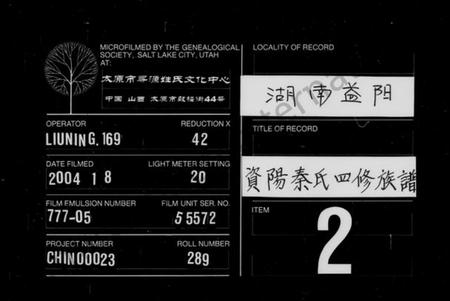 MICROFILMED BY THE GENEALOGICAL
SOCIETY, SALT LAKE CITY, UTAH
AT:
太原市尋源姓氏文化中心
中国 山西 太原市啟福街44号
OPERATOR
REDUCTION X
LIUNING, 169
42
DATE FILMED
LIGHT METER SETTING
2004 1 8
20
FILM EMULSION NUMBER
FILM UNIT SER. NO.
777-05
55572
PROJECT NUMBER
ROLL NUMBER
CHIN00023
289
LOCALITY OF RECORD
湖南益阳
TITLE OF RECORD
資陽秦氏四修族譜
ITEM
2